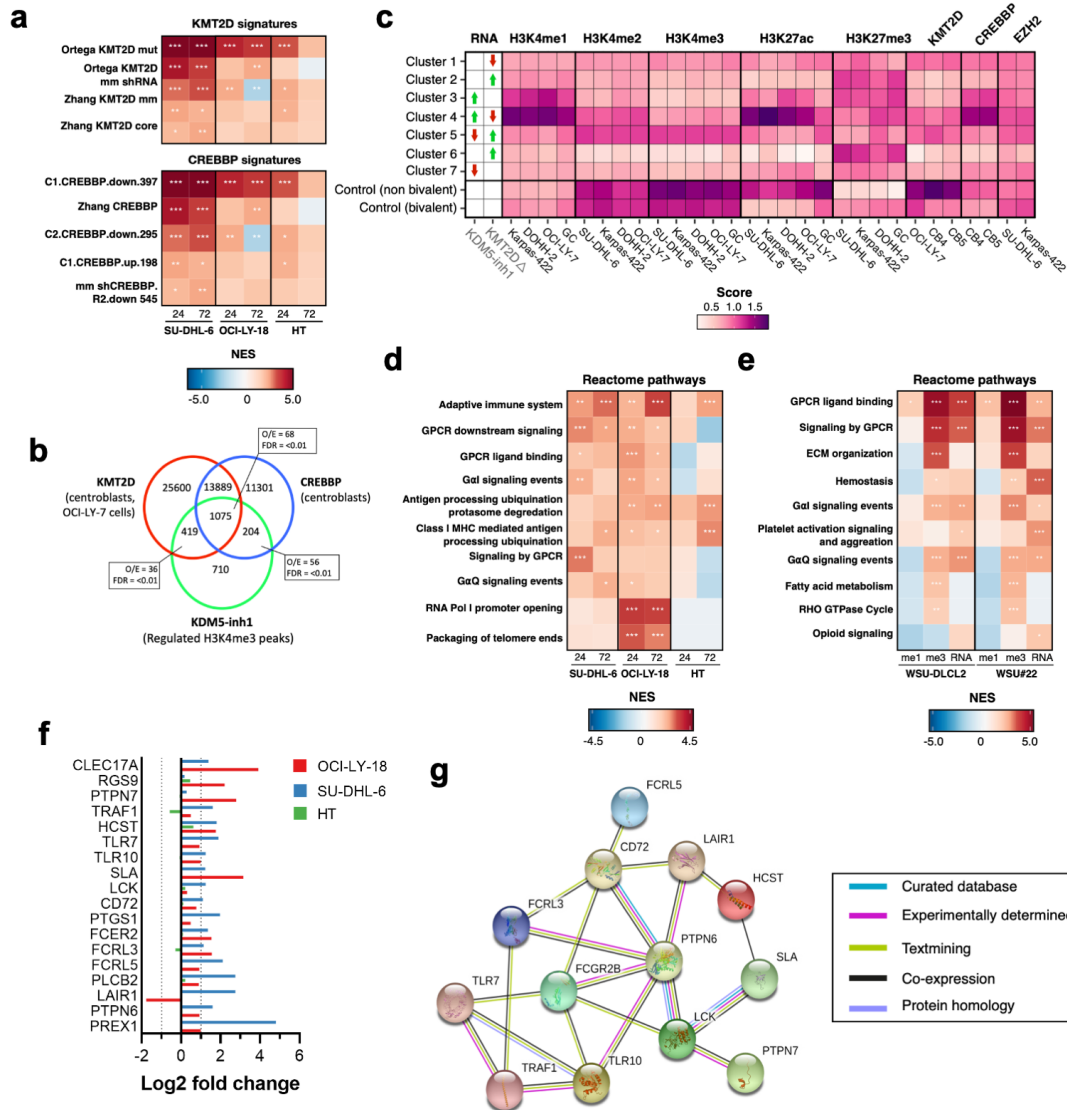 a
KMT2D signatures
Ortega KMT2D mut
Ortega KMT2D
mm shRNA
Zhang KMT2D mm
Zhang KMT2D core
*** *** *** *** ***
*** *** **
*** *** ** ** *
** * *
* **
CREBBP signatures
C1.CREBBP.down.397
Zhang CREBBP
C2.CREBBP.down.295
C1.CREBBP.up.198
mm shCREBBP.
R2.down 545
*** *** *** *** ***
*** *** **
*** *** ** ** *
** * *
* **
24 72 24 72 24 72
SU-DHL-6 OCI-LY-18 HT
NES
-5.0 0 5.0
b
O/E = 68
FDR = <0.01
KMT2D
(centroblasts,
OCI-LY-7 cells)
25600 13889 11301
1075
419 204
710
CREBBP
(centroblasts)
O/E = 36
FDR = <0.01
O/E = 56
FDR = <0.01
KDM5-inh1
(Regulated H3K4me3 peaks)
c
RNA H3K4me1 H3K4me2 H3K4me3 H3K27ac H3K27me3 KMT2D CREBBP EZH2
Cluster 1
Cluster 2
Cluster 3
Cluster 4
Cluster 5
Cluster 6
Cluster 7
Control (non bivalent)
Control (bivalent)
KDM5-inh1
KMT2D△
Karpas-422
DOHH-2
OCI-LY-7
GC
SU-DHL-6
Karpas-422
DOHH-2
OCI-LY-7
SU-DHL-6
Karpas-422
DOHH-2
OCI-LY-7
GC
SU-DHL-6
Karpas-422
DOHH-2
OCI-LY-7
GC
SU-DHL-6
Karpas-422
DOHH-2
GC
OCI-LY-7
CB4
CB5
CB4
CB5
SU-DHL-6
Karpas-422
Score
0.5 1.0 1.5
d
Reactome pathways
Adaptive immune system
GPCR downstream signaling
GPCR ligand binding
GαI signaling events
Antigen processing ubiquination
protasome degredation
Class I MHC mediated antigen
processing ubiquination
Signaling by GPCR
GαQ signaling events
RNA Pol I promoter opening
Packaging of telomere ends
24 72 24 72 24 72
SU-DHL-6 OCI-LY-18 HT
NES
-4.5 0 4.5
e
Reactome pathways
GPCR ligand binding
Signaling by GPCR
ECM organization
Hemostasis
GαI signaling events
Platelet activation signaling
and aggreation
GαQ signaling events
Fatty acid metabolism
RHO GTPase Cycle
Opioid signaling
me1 me3 RNA me1 me3 RNA
WSU-DLCL2 WSU#22
NES
-5.0 0 5.0
f
CLEC17A
RGS9
PTPN7
TRAF1
HCST
TLR7
TLR10
SLA
LCK
CD72
PTGS1
FCER2
FCRL3
FCRL5
PLCB2
LAIR1
PTPN6
PREX1
-2 0 2 4 6
Log2 fold change
OCI-LY-18
SU-DHL-6
HT
g
FCRL5
CD72
LAIR1
HCST
FCRL3
PTPN6
SLA
FCGR2B
TLR7
LCK
PTPN7
TRAF1
TLR10
Curated database
Experimentally determined
Textmining
Co-expression
Protein homology